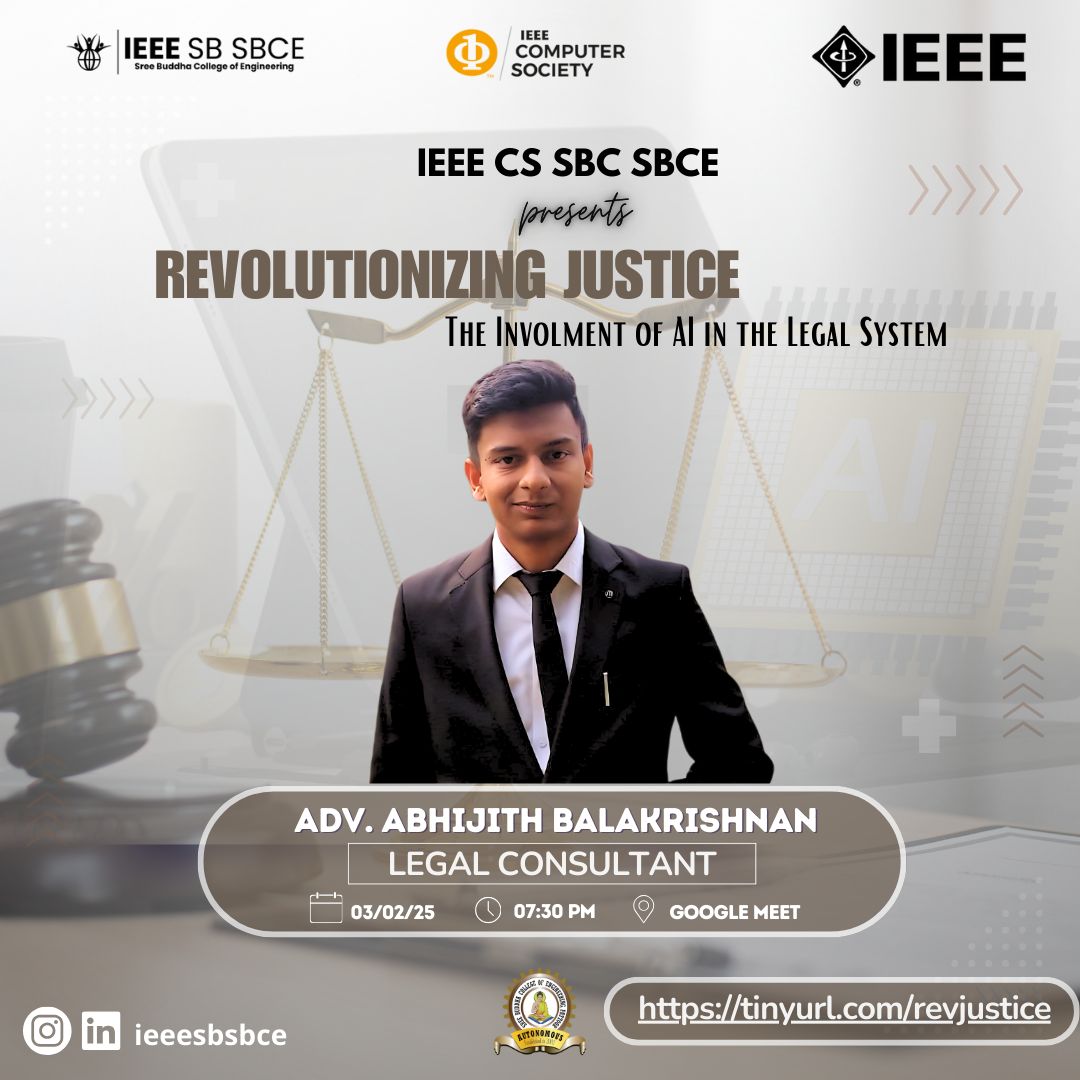 IEEE SB SBCE
Sree Buddha College of Engineering
IEEE
COMPUTER
SOCIETY
IEEE
IEEE CS SBC SBCE
presents
REVOLUTIONIZING JUSTICE
The Involment of AI in the Legal System
AI
ADV. ABHIJITH BALAKRISHNAN
LEGAL CONSULTANT
03/02/25
07:30 PM
GOOGLE MEET
ieeesbsbce
AUTONOMOUS
https://tinyurl.com/revjustice